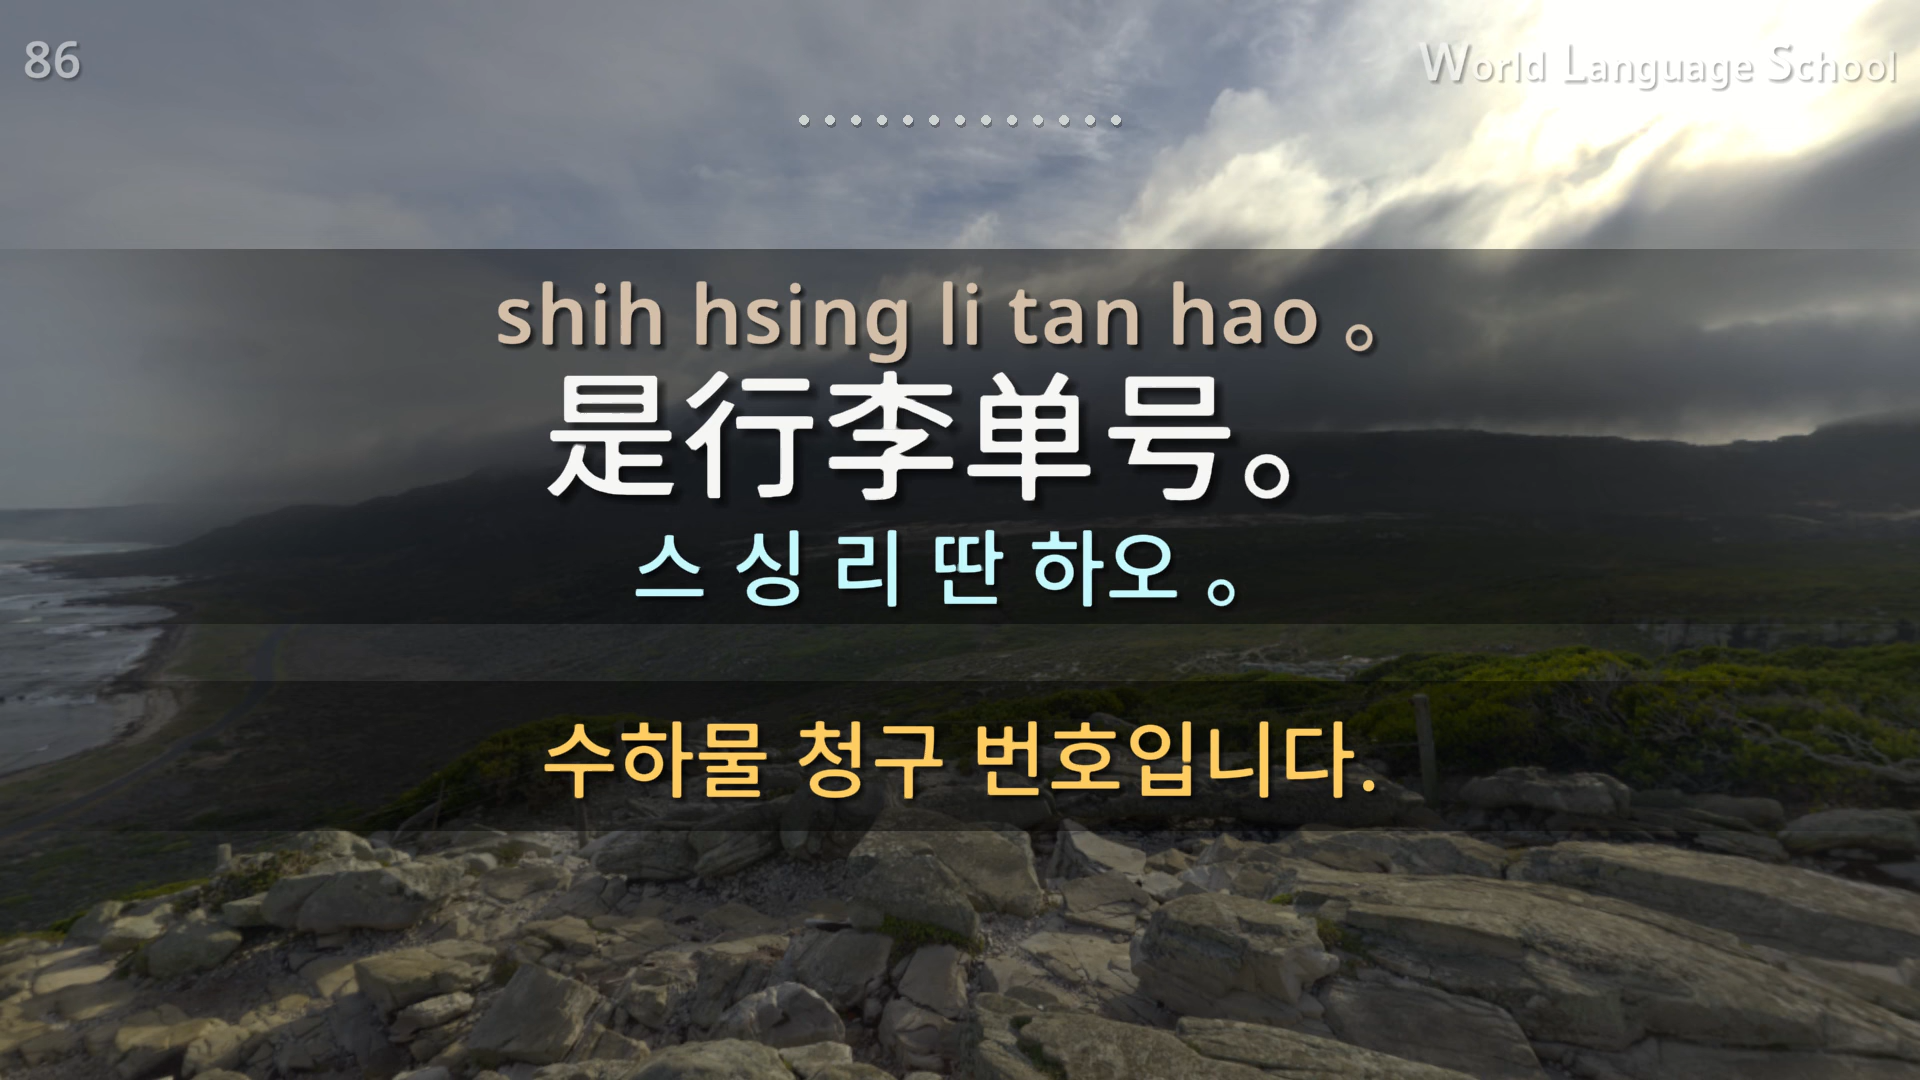 86
World Language School
shih hsing li tan hao 。
是行李单号。
스 싱 리 딴 하오 。
수하물 청구 번호입니다.